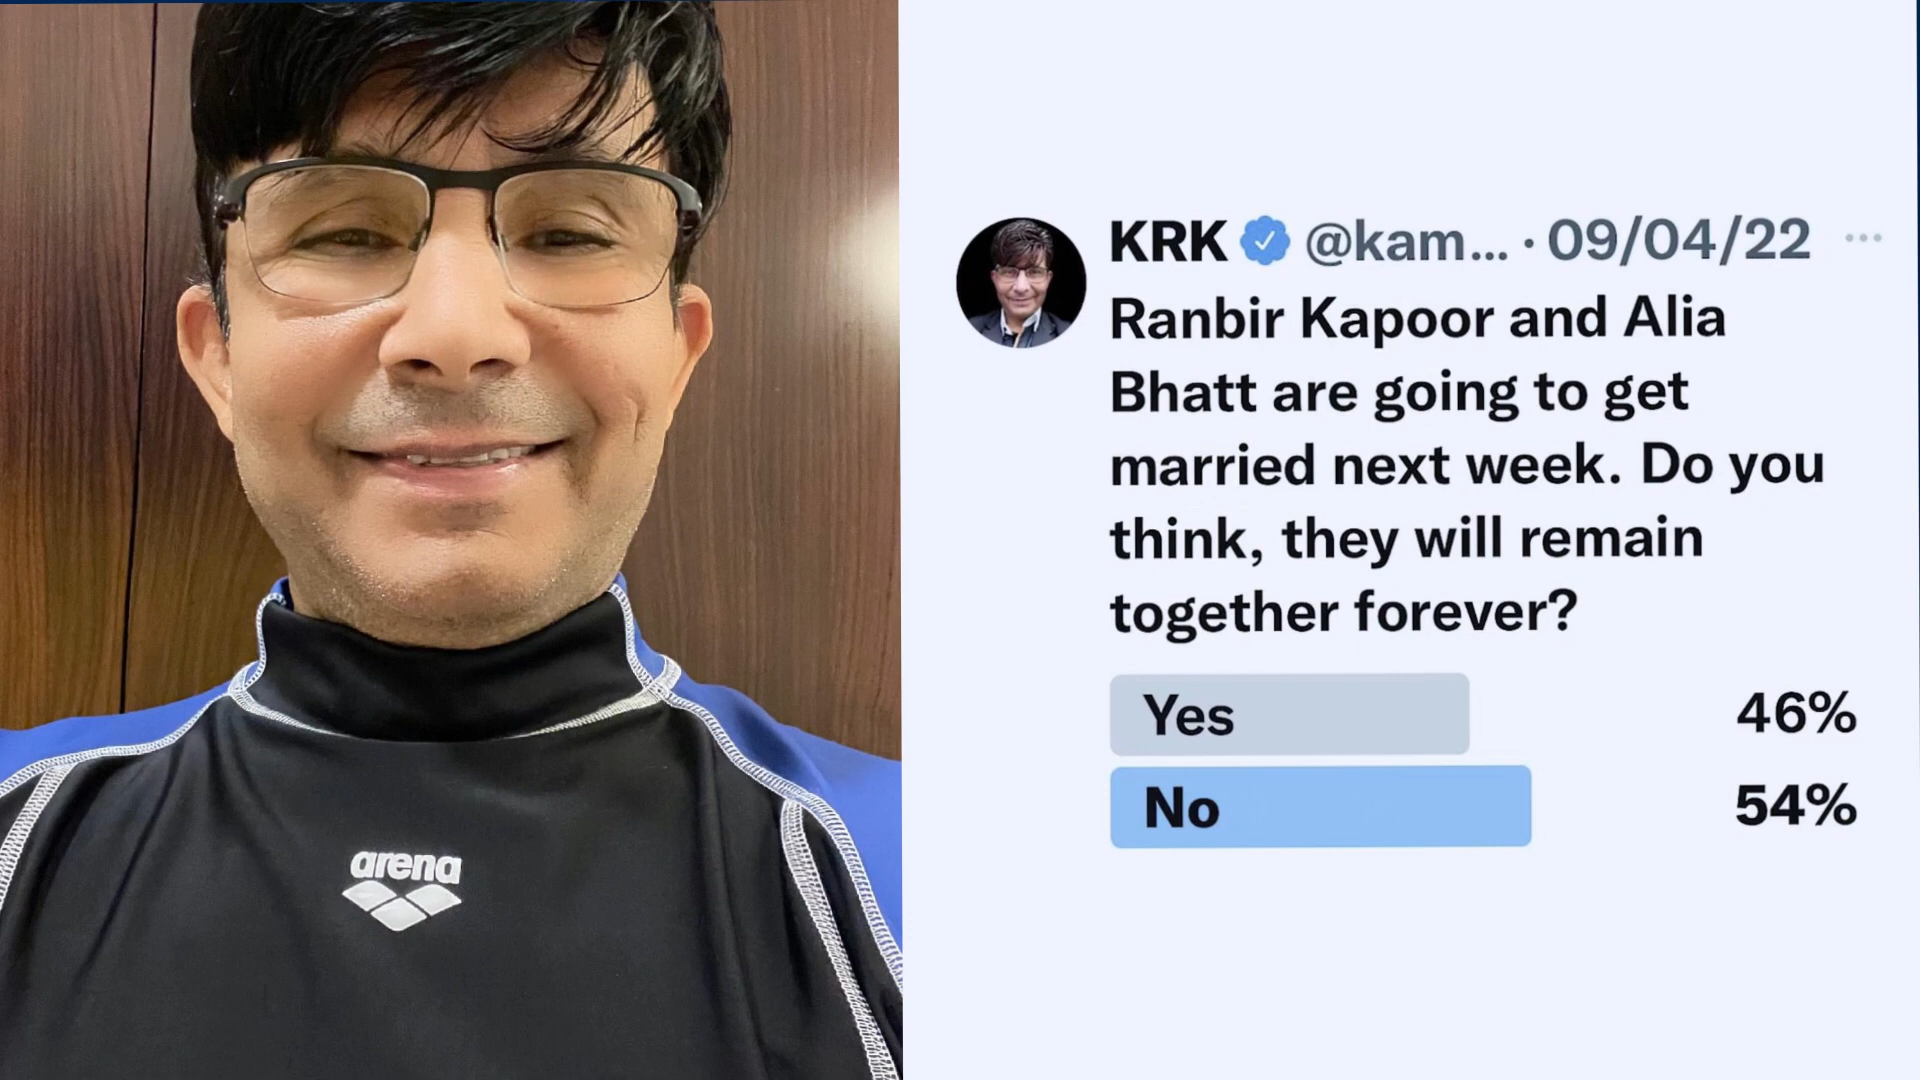 arena
KRK @kam... · 09/04/22 ...
Ranbir Kapoor and Alia
Bhatt are going to get
married next week. Do you
think, they will remain
together forever?
Yes 46%
No 54%